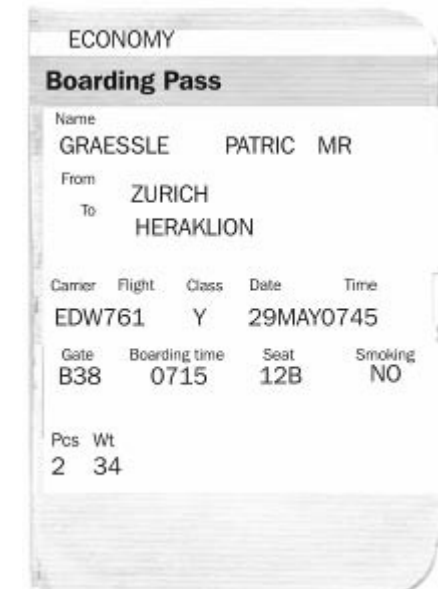 ECONOMY
Boarding Pass
Name
GRAESSLE PATRIC MR
From
ZURICH
To
HERAKLION
Carrier Flight Class Date Time
EDW761 Y 29MAY0745
Gate Boarding time Seat Smoking
B38 0715 12B NO
Pcs Wt
2 34